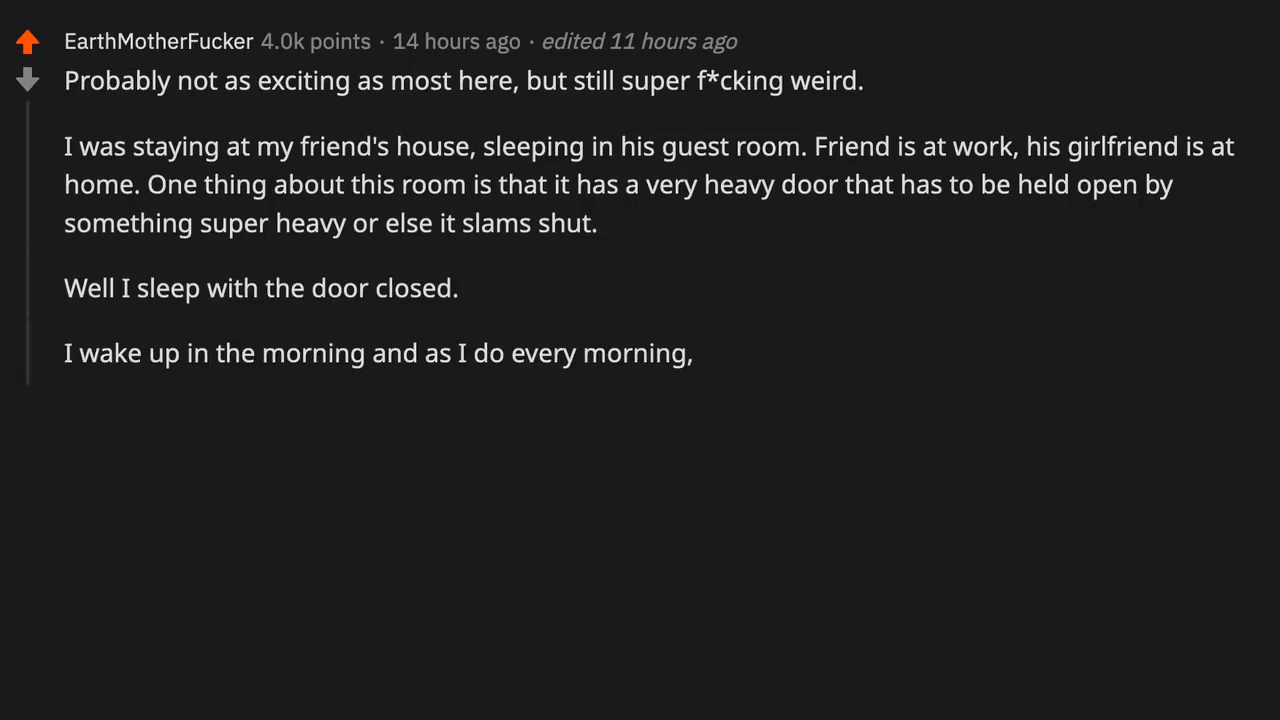 EarthMotherFucker 4.0k points · 14 hours ago · edited 11 hours ago
Probably not as exciting as most here, but still super f*cking weird.
I was staying at my friend's house, sleeping in his guest room. Friend is at work, his girlfriend is at
home. One thing about this room is that it has a very heavy door that has to be held open by
something super heavy or else it slams shut.
Well I sleep with the door closed.
I wake up in the morning and as I do every morning,